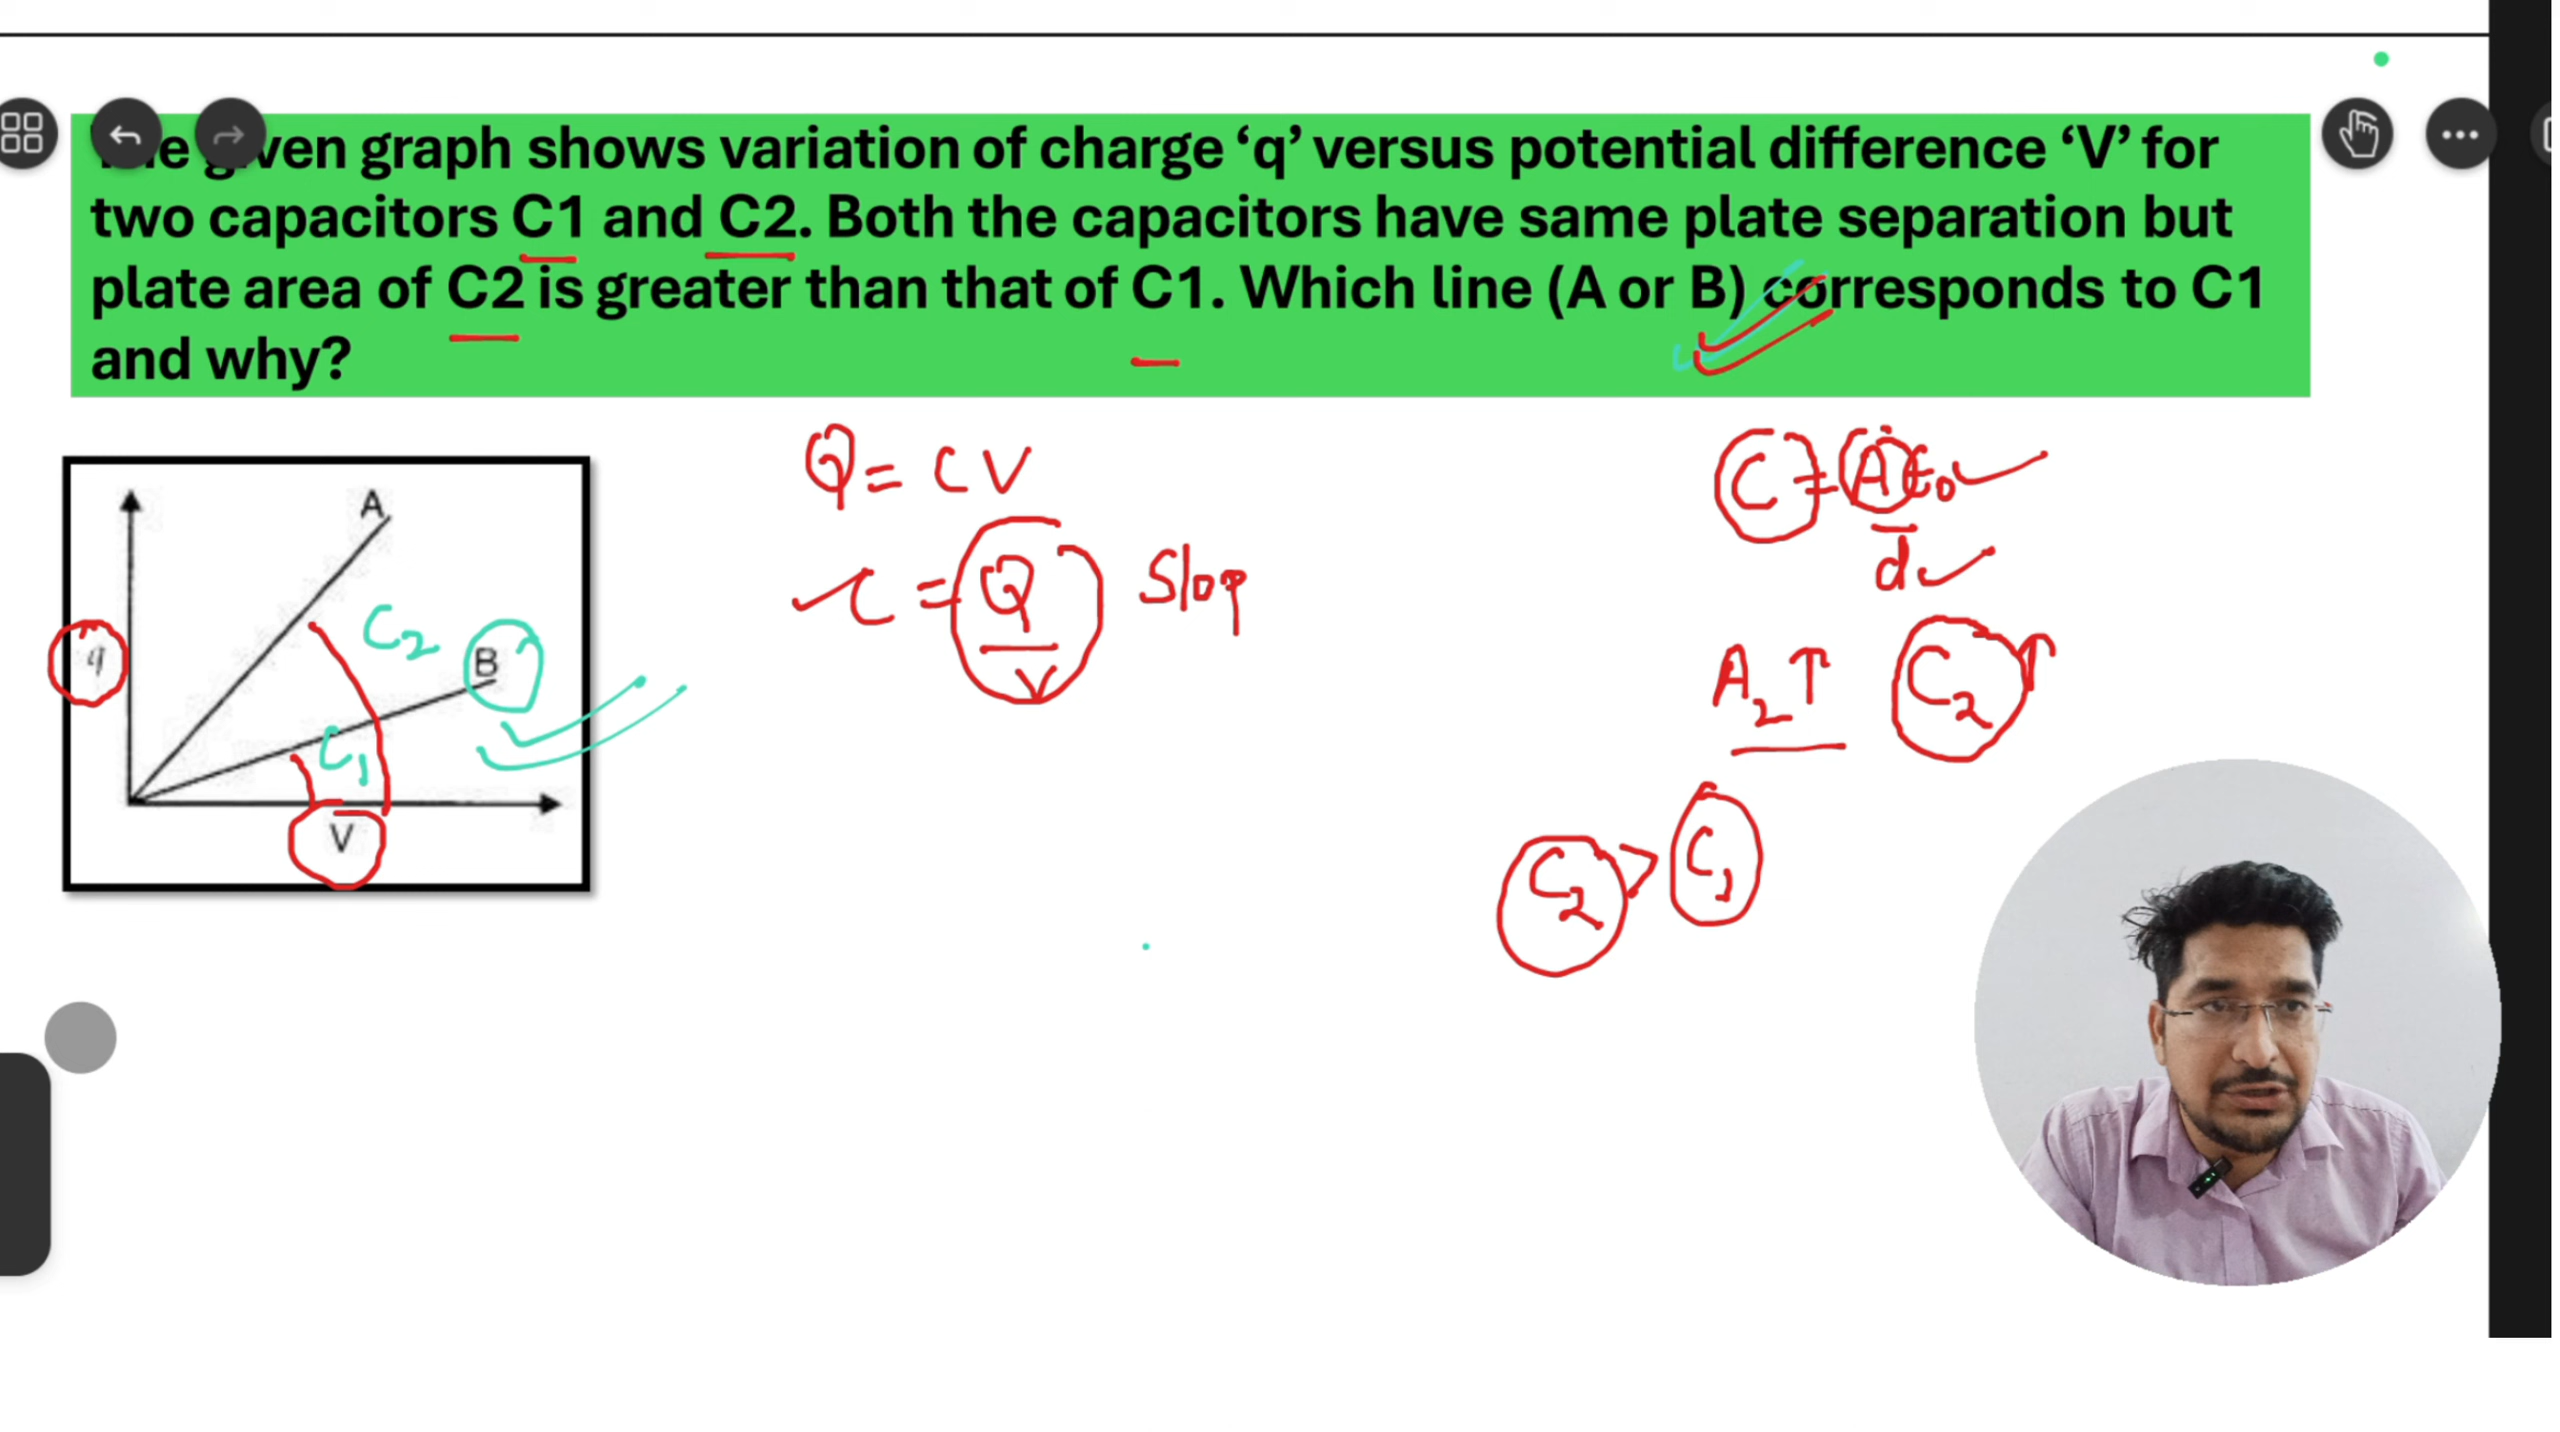 given graph shows variation of charge ‘q’ versus potential difference ‘V’ for
two capacitors C1 and C2. Both the capacitors have same plate separation but
plate area of C2 is greater than that of C1. Which line (A or B) corresponds to C1
and why?
A
C2
B
q
C1
V
Q = CV
C = Q/V Slop
C = Aε0/d
A2↑ C2↑
C2 > C1